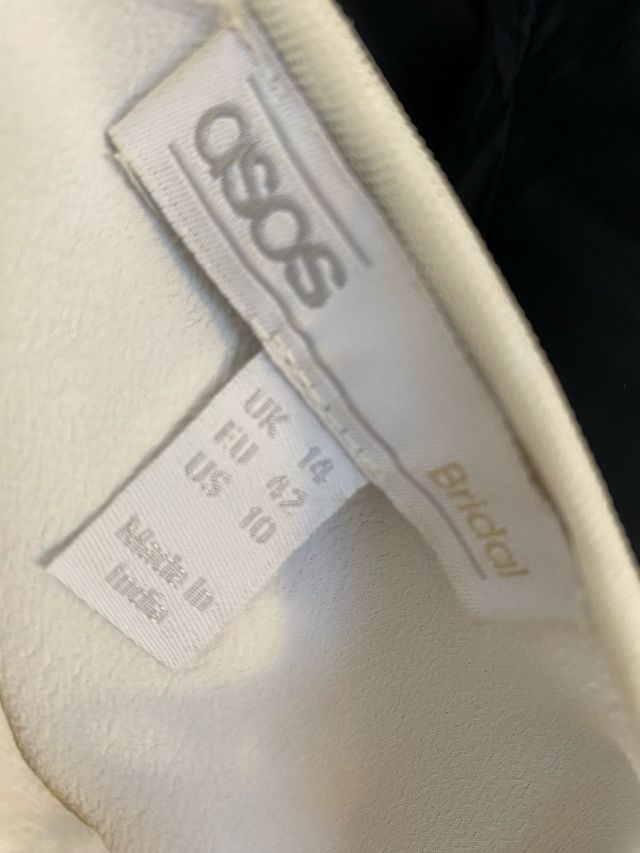 asos
Bridal
UK 14
EU 42
US 10
Made in
India